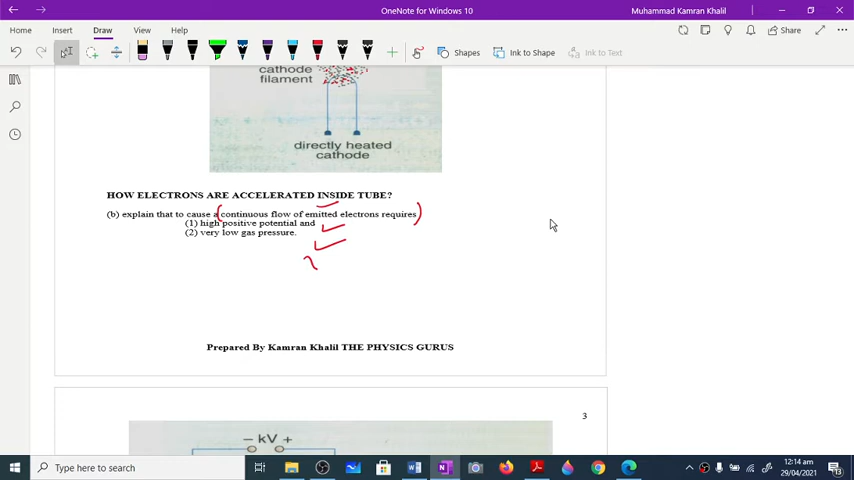 OneNote for Windows 10
Muhammad Kamran Khalil
Home Insert Draw View Help
Share
Shapes Ink to Shape Ink to Text
cathode
filament
directly heated
cathode
HOW ELECTRONS ARE ACCELERATED INSIDE TUBE?
(b) explain that to cause a continuous flow of emitted electrons requires
(1) high positive potential and
(2) very low gas pressure.
Prepared By Kamran Khalil THE PHYSICS GURUS
3
− kV +
Type here to search
12:14 am
29/04/2021